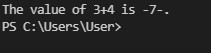 The value of 3+4 is -7-.
PS C:\Users\User>